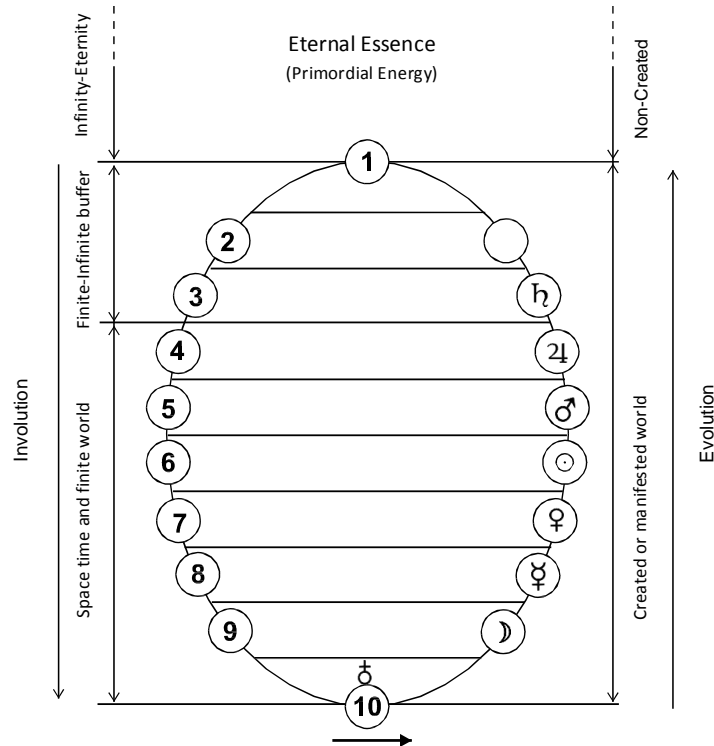 Eternal Essence
(Primordial Energy)
Infinity-Eternity
Non-Created
1
Finite-Infinite buffer
2
3
♄
4
♃
5
♂
6
☉
7
♀
8
☿
9
☽
♁
10
Involution
Space time and finite world
Created or manifested world
Evolution